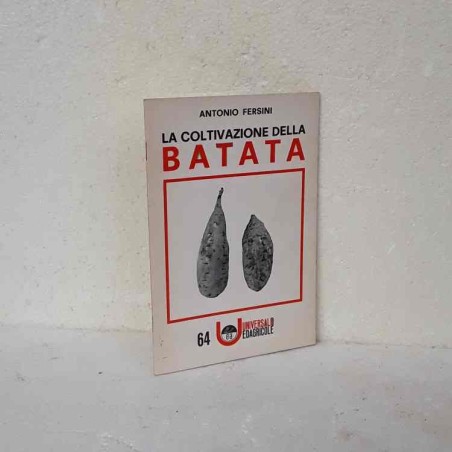 ANTONIO FERSINI
LA COLTIVAZIONE DELLA
BATATA
64
UNIVERSALE
EDAGRICOLE